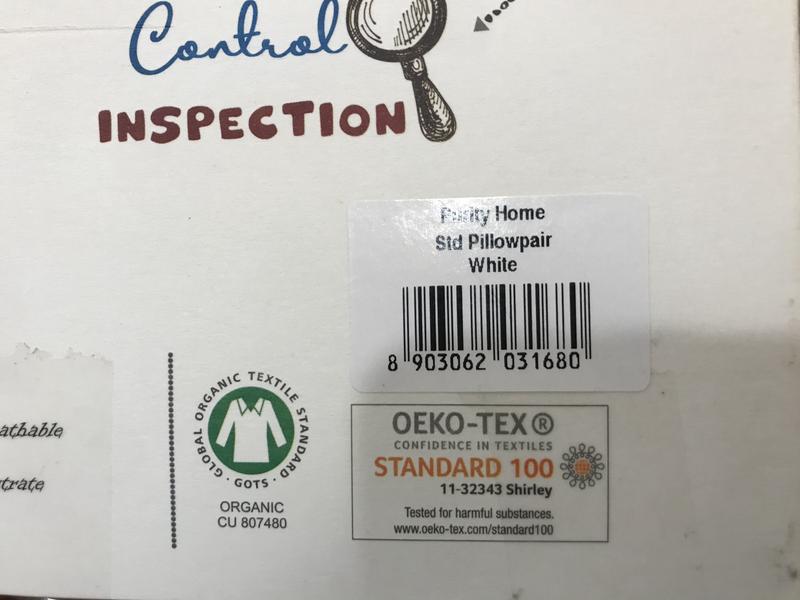 Control
INSPECTION
Purity Home
Std Pillowpair
White
8 903062 031680
GLOBAL ORGANIC TEXTILE STANDARD
· GOTS ·
ORGANIC
CU 807480
OEKO-TEX®
CONFIDENCE IN TEXTILES
STANDARD 100
11-32343 Shirley
Tested for harmful substances.
www.oeko-tex.com/standard100
athable
trate